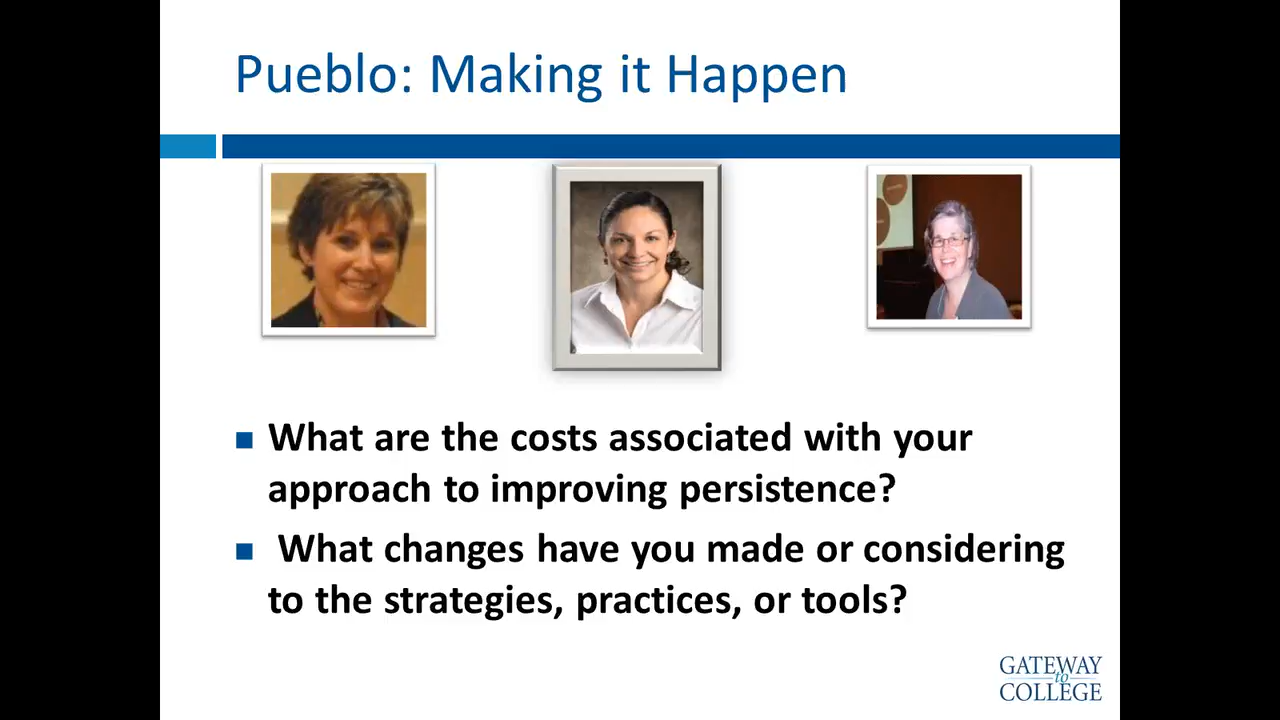 Pueblo: Making it Happen
What are the costs associated with your
approach to improving persistence?
What changes have you made or considering
to the strategies, practices, or tools?
GATEWAY
to
COLLEGE